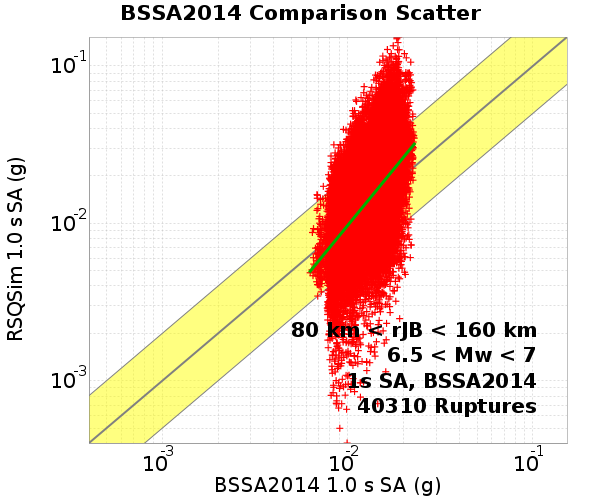 BSSA2014 Comparison Scatter
RSQSim 1.0 s SA (g)
10-1
10-2
10-3
80 km < rJB < 160 km
6.5 < Mw < 7
1s SA, BSSA2014
40310 Ruptures
10-3 10-2 10-1
BSSA2014 1.0 s SA (g)